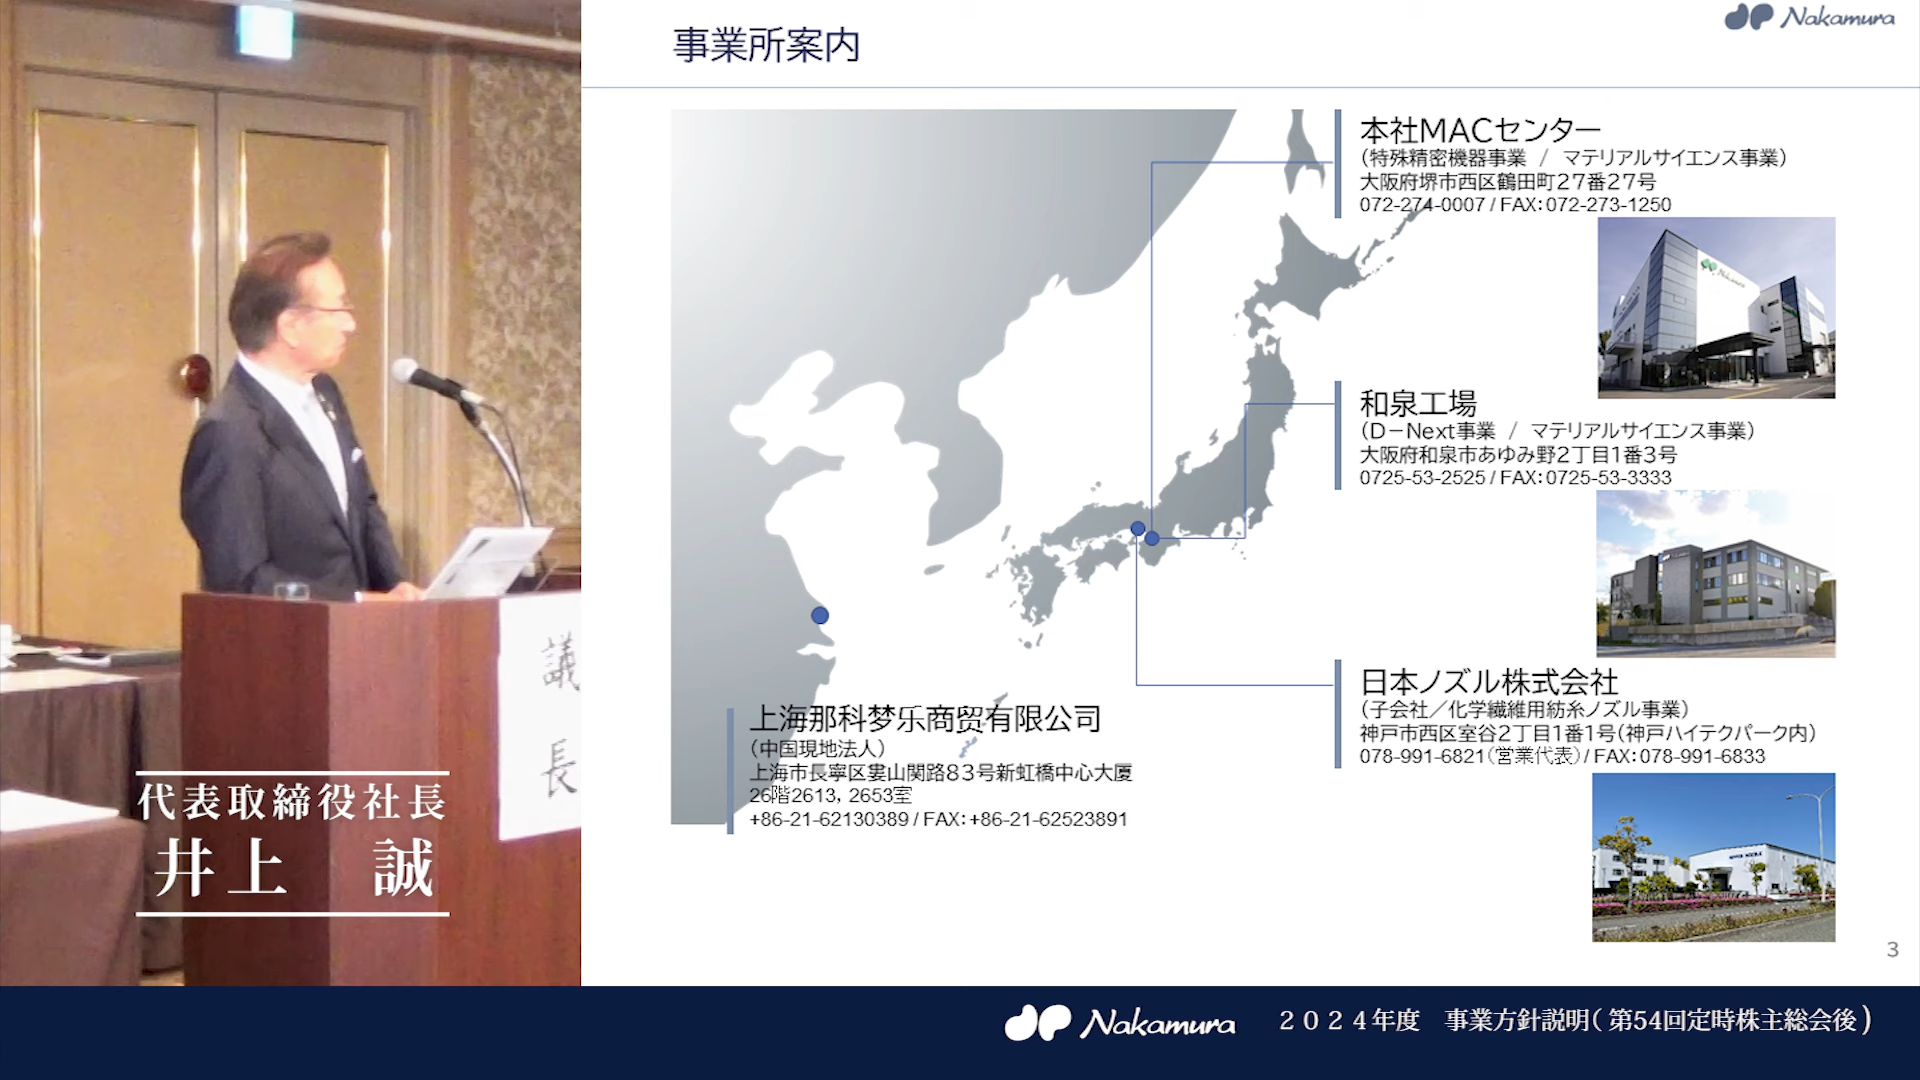 事業所案内
Nakamura
本社MACセンター
（特殊精密機器事業 / マテリアルサイエンス事業）
大阪府堺市西区鶴田町27番27号
072-274-0007 / FAX：072-273-1250
Nakamura
和泉工場
（D－Next事業 / マテリアルサイエンス事業）
大阪府和泉市あゆみ野2丁目1番3号
0725-53-2525 / FAX：0725-53-3333
日本ノズル株式会社
（子会社／化学繊維用紡糸ノズル事業）
神戸市西区室谷2丁目1番1号（神戸ハイテクパーク内）
078-991-6821（営業代表）/ FAX：078-991-6833
上海那科梦乐商贸有限公司
（中国現地法人）
上海市長寧区婁山関路83号新虹橋中心大厦
26階2613，2653室
+86-21-62130389 / FAX：+86-21-62523891
議長
代表取締役社長
井上 誠
3
Nakamura
2024年度 事業方針説明（第54回定時株主総会後）